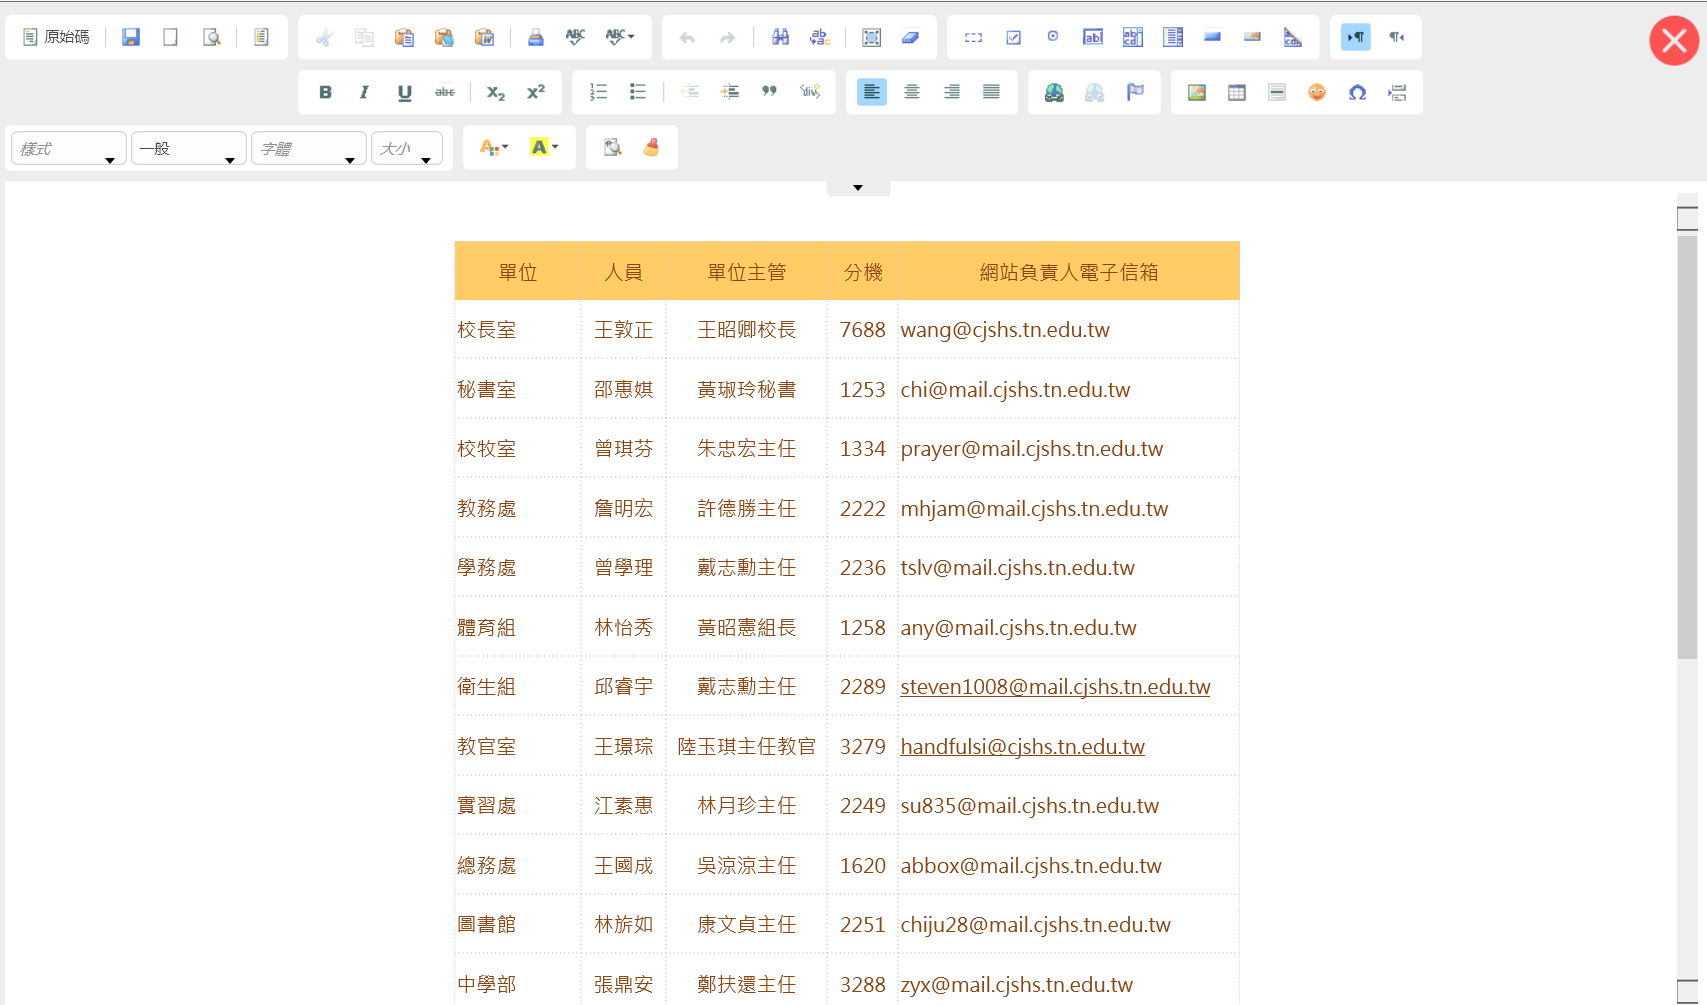 原始碼
樣式 一般 字體 大小
單位 人員 單位主管 分機 網站負責人電子信箱
校長室 王敦正 王昭卿校長 7688 wang@cjshs.tn.edu.tw
秘書室 邵惠娸 黃琡玲秘書 1253 chi@mail.cjshs.tn.edu.tw
校牧室 曾琪芬 朱忠宏主任 1334 prayer@mail.cjshs.tn.edu.tw
教務處 詹明宏 許德勝主任 2222 mhjam@mail.cjshs.tn.edu.tw
學務處 曾學理 戴志勳主任 2236 tslv@mail.cjshs.tn.edu.tw
體育組 林怡秀 黃昭憲組長 1258 any@mail.cjshs.tn.edu.tw
衛生組 邱睿宇 戴志勳主任 2289 steven1008@mail.cjshs.tn.edu.tw
教官室 王璟琮 陸玉琪主任教官 3279 handfulsi@cjshs.tn.edu.tw
實習處 江素惠 林月珍主任 2249 su835@mail.cjshs.tn.edu.tw
總務處 王國成 吳涼涼主任 1620 abbox@mail.cjshs.tn.edu.tw
圖書館 林旂如 康文貞主任 2251 chiju28@mail.cjshs.tn.edu.tw
中學部 張鼎安 鄭扶還主任 3288 zyx@mail.cjshs.tn.edu.tw